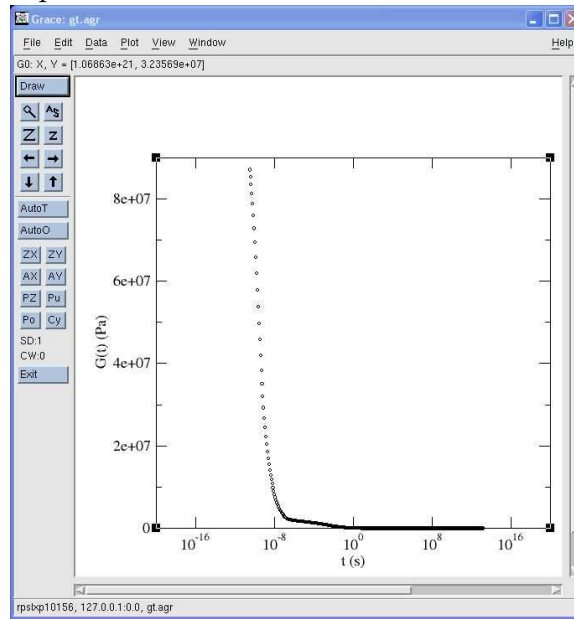 Grace: gt.agr
File Edit Data Plot View Window Help
G0: X, Y = [1.06863e+21, 3.23569e+07]
Draw
AS
Z z
AutoT
AutoO
ZX ZY
AX AY
PZ Pu
Po Cy
SD:1
CW:0
Exit
8e+07
6e+07
4e+07
2e+07
0
G(t) (Pa)
10^-16 10^-8 10^0 10^8 10^16
t (s)
rpslxp10156, 127.0.0.1:0.0, gt.agr